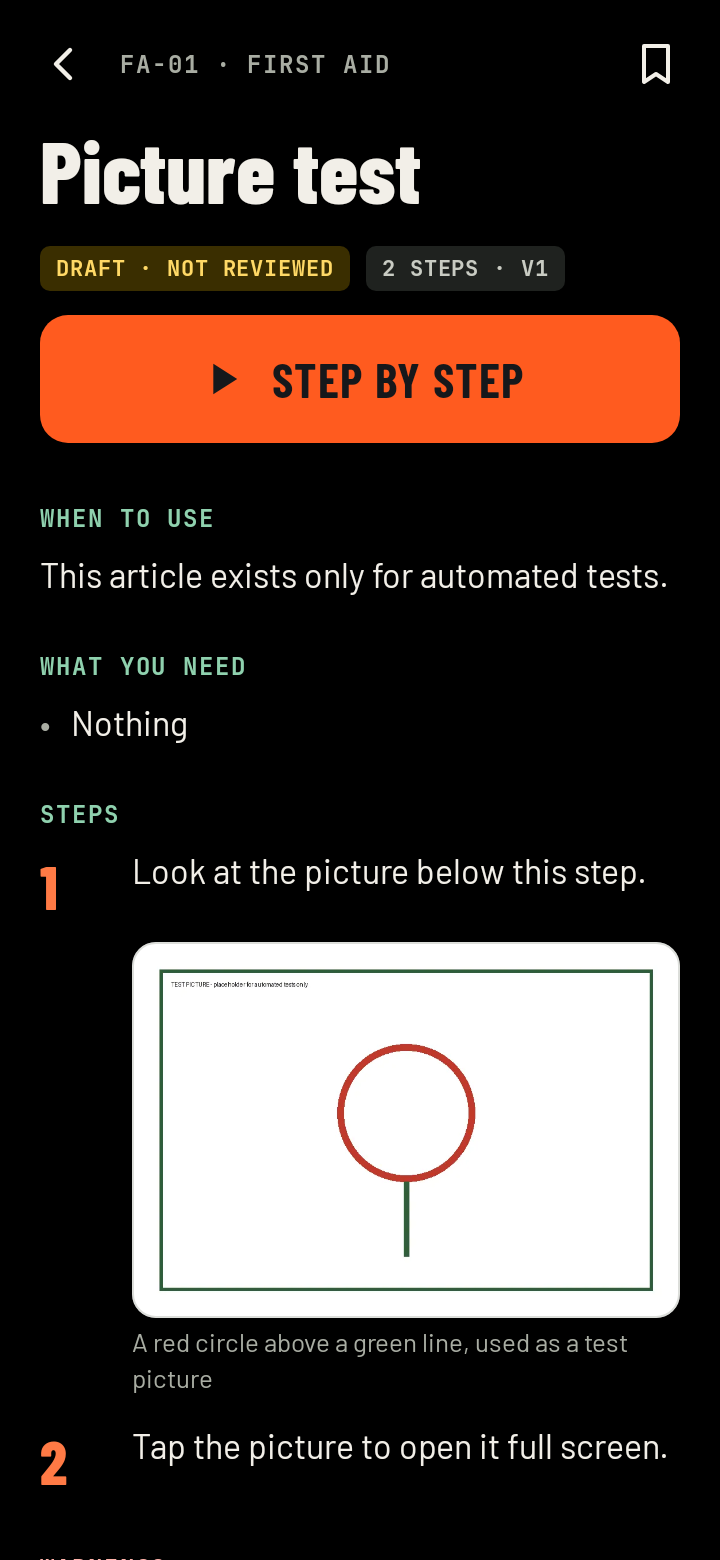 FA-01 · FIRST AID
Picture test
DRAFT · NOT REVIEWED
2 STEPS · V1
STEP BY STEP
WHEN TO USE
This article exists only for automated tests.
WHAT YOU NEED
• Nothing
STEPS
1
Look at the picture below this step.
TEST PICTURE - placeholder for automated tests only
A red circle above a green line, used as a test
picture
2
Tap the picture to open it full screen.